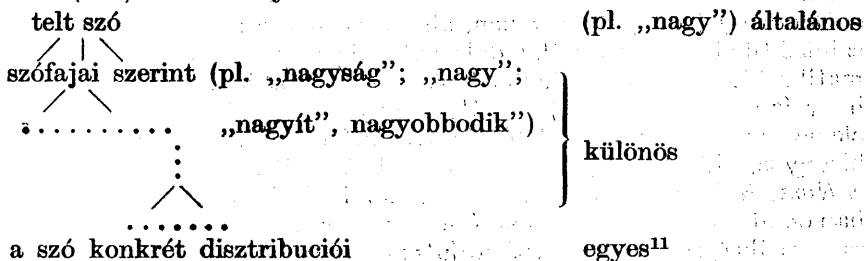 telt szó (pl. „nagy”) általános
szófajai szerint (pl. „nagyság”; „nagy”;
„nagyít”, nagyobbodik”)
különös
a szó konkrét disztribuciói egyes¹¹